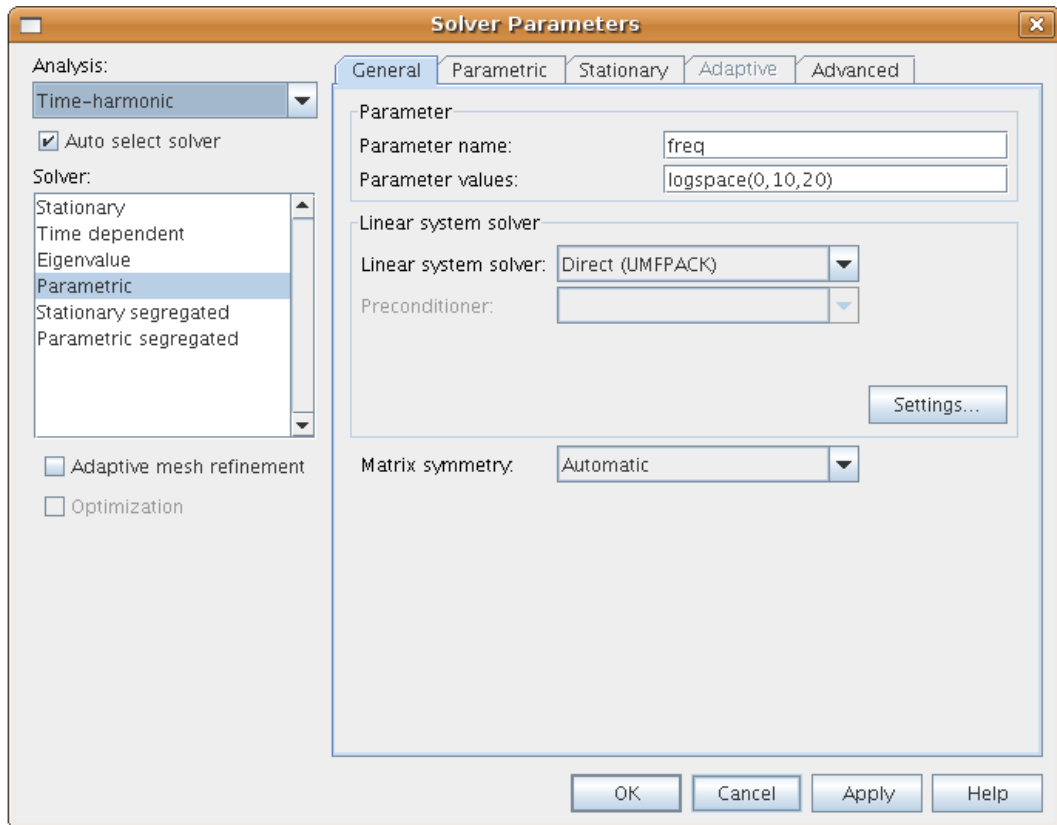 Solver Parameters
Analysis:
Time-harmonic
Auto select solver
Solver:
Stationary
Time dependent
Eigenvalue
Parametric
Stationary segregated
Parametric segregated
Adaptive mesh refinement
Optimization
General Parametric Stationary Adaptive Advanced
Parameter
Parameter name: freq
Parameter values: logspace(0,10,20)
Linear system solver
Linear system solver: Direct (UMFPACK)
Preconditioner:
Settings...
Matrix symmetry: Automatic
OK Cancel Apply Help